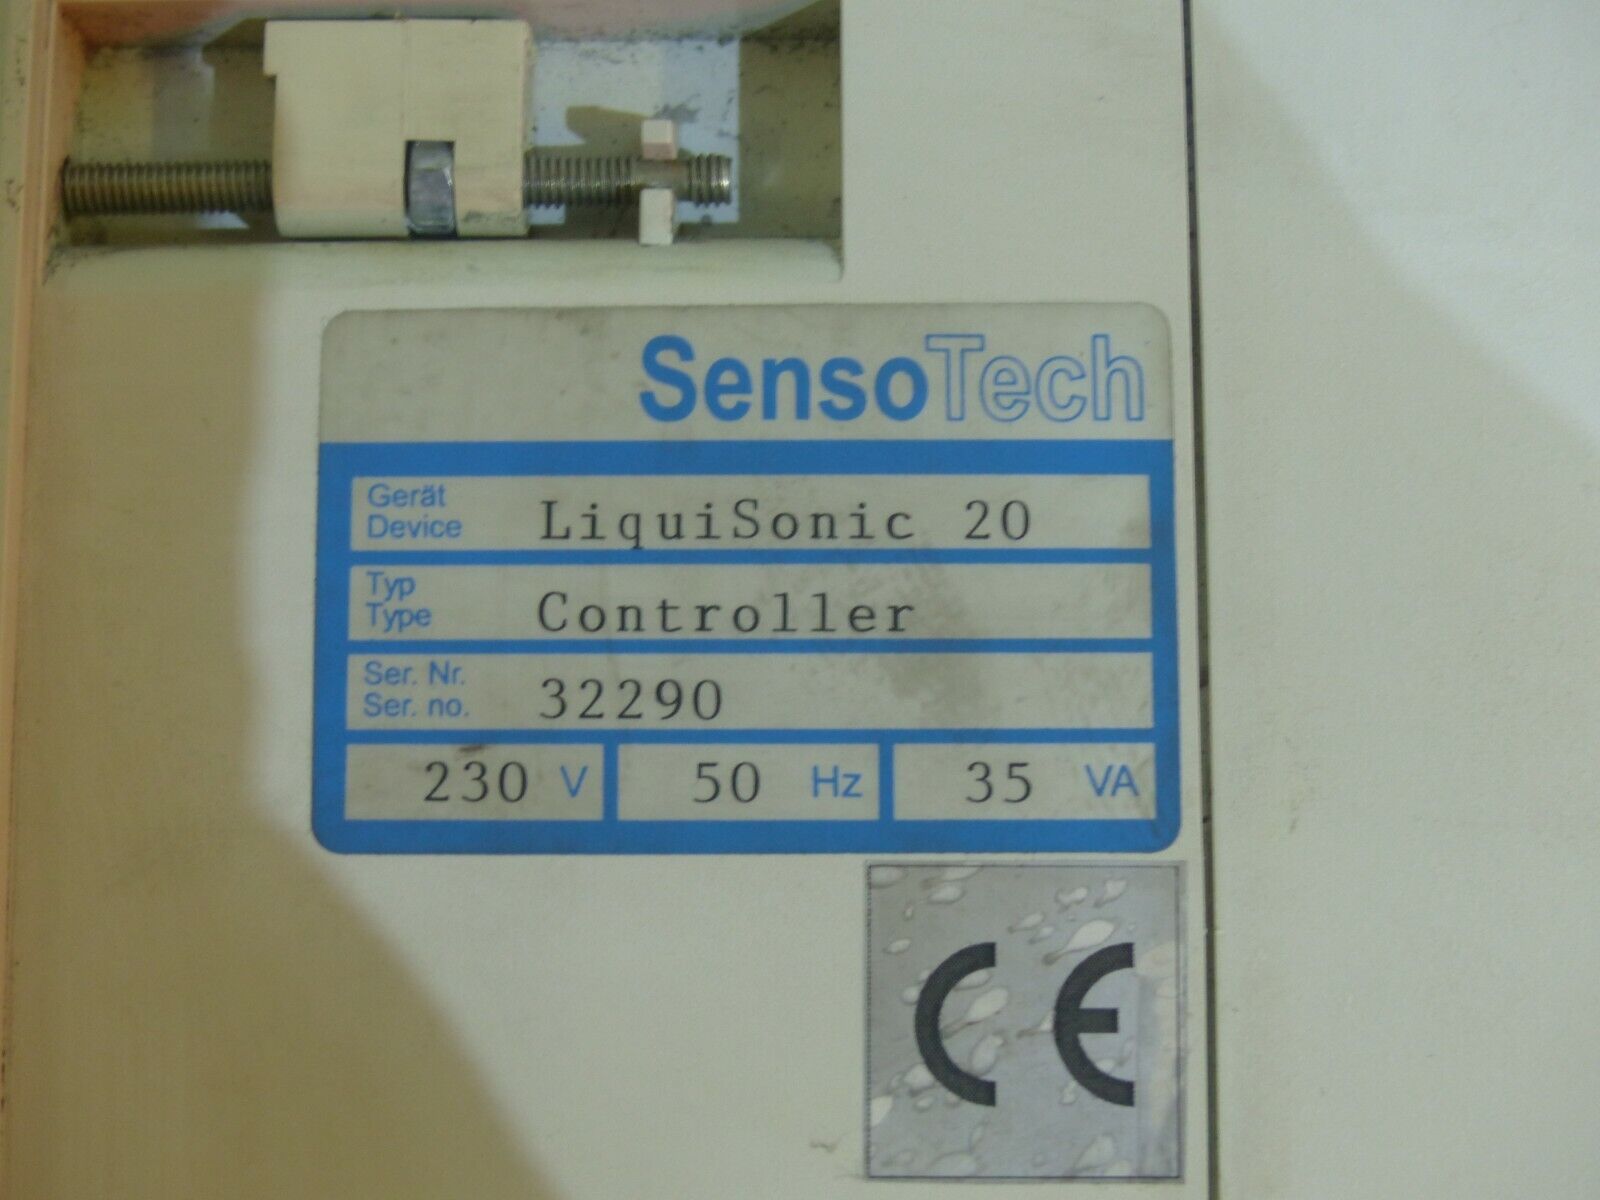 SensoTech
Gerät
Device LiquiSonic 20
Typ
Type Controller
Ser. Nr.
Ser. no. 32290
230 V 50 Hz 35 VA
CE